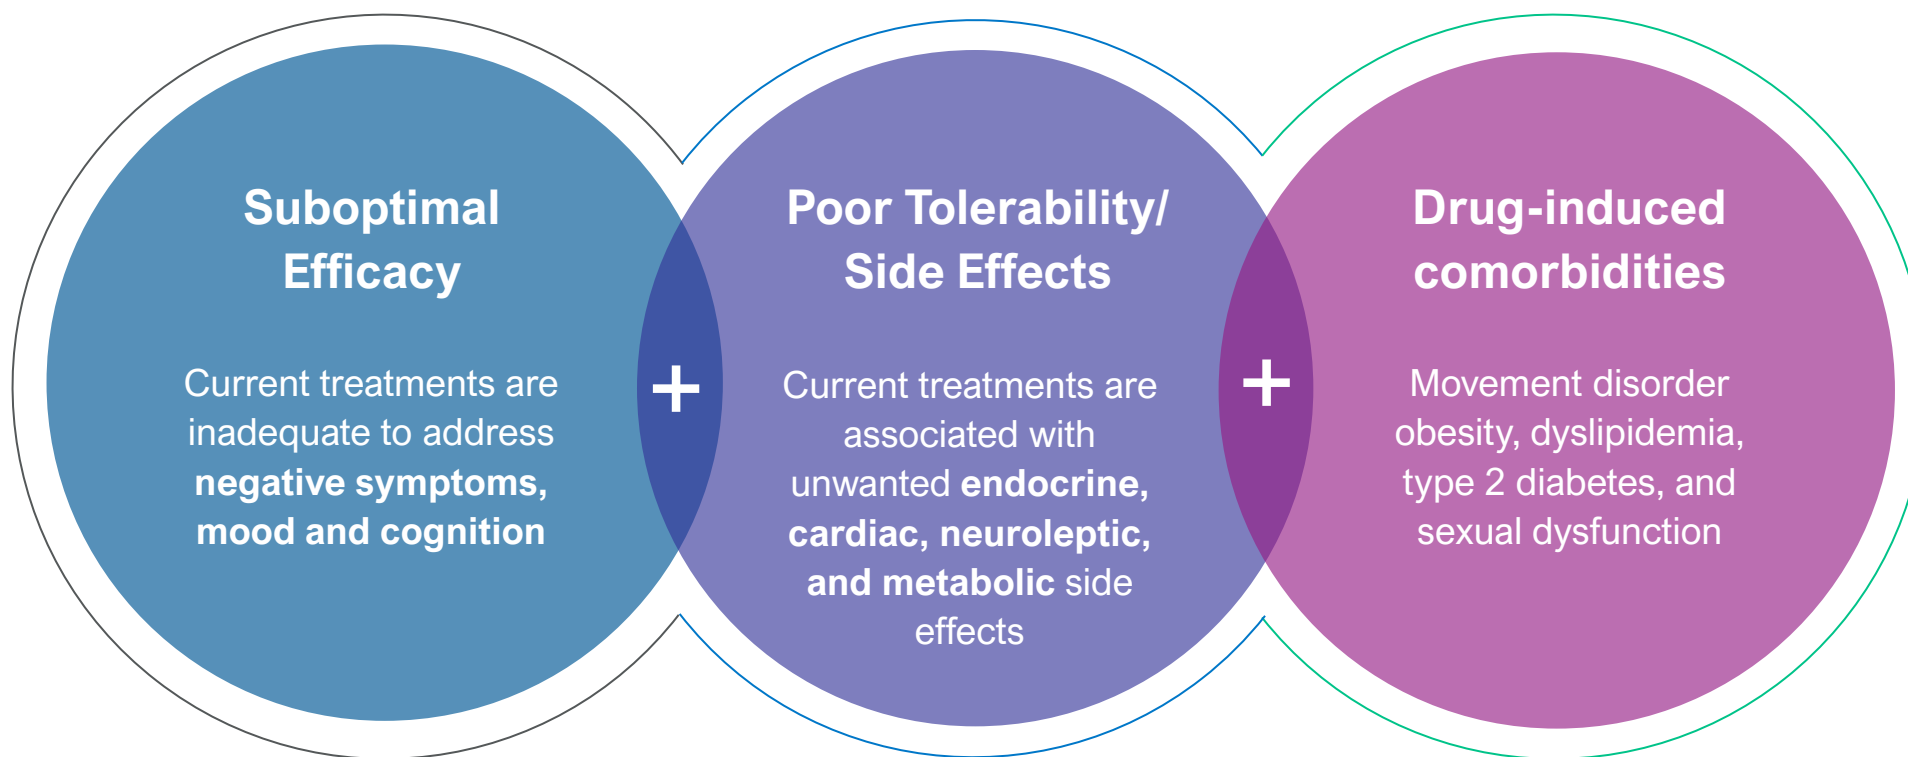 Suboptimal
Efficacy
Current treatments are
inadequate to address
negative symptoms,
mood and cognition
+
Poor Tolerability/
Side Effects
Current treatments are
associated with
unwanted endocrine,
cardiac, neuroleptic,
and metabolic side
effects
+
Drug-induced
comorbidities
Movement disorder
obesity, dyslipidemia,
type 2 diabetes, and
sexual dysfunction